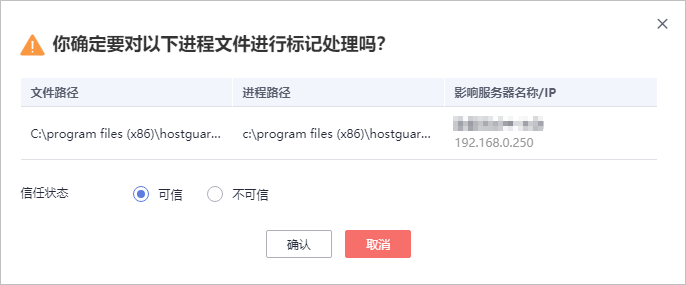 你确定要对以下进程文件进行标记处理吗？
文件路径 进程路径 影响服务器名称/IP
C:\program files (x86)\hostguar... c:\program files (x86)\hostguar...
192.168.0.250
信任状态 可信 不可信
确认 取消